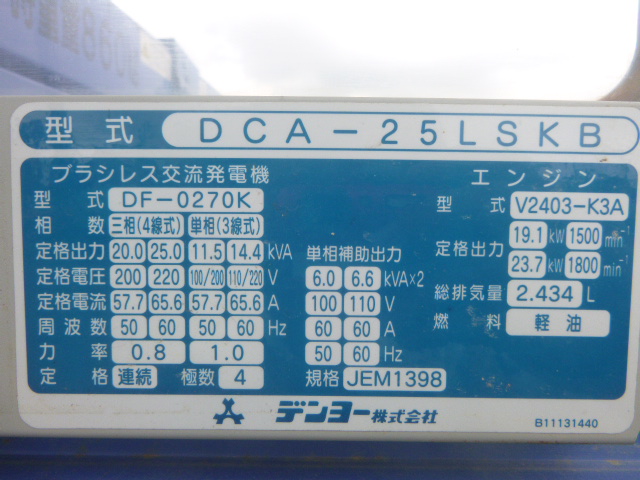 型式 DCA-25LSKB
ブラシレス交流発電機
型式 DF-0270K
相数 三相(4線式) 単相(3線式)
定格出力 20.0 25.0 11.5 14.4 kVA
定格電圧 200 220 100/200 110/220 V
定格電流 57.7 65.6 57.7 65.6 A
周波数 50 60 50 60 Hz
力率 0.8 1.0
定格 連続 極数 4
単相補助出力
6.0 6.6 kVA×2
100 110 V
60 60 A
50 60 Hz
規格 JEM1398
エンジン
型式 V2403-K3A
定格出力 19.1 kW 1500 min-1
23.7 kW 1800 min-1
総排気量 2.434 L
燃料 軽油
デンヨー株式会社
B11131440